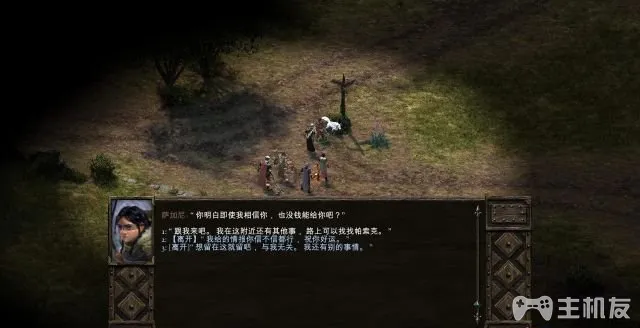 萨加尼 - “你明白即使我相信你，也没钱能给你吧？”
1: “跟我来吧。我在这附近还有其他事，路上可以找找帕索克。”
2: 【离开】“我给的情报你信不信都行，祝你好运。”
3: [离开]“想留在这就留吧，与我无关。我还有别的事情。”
主机友